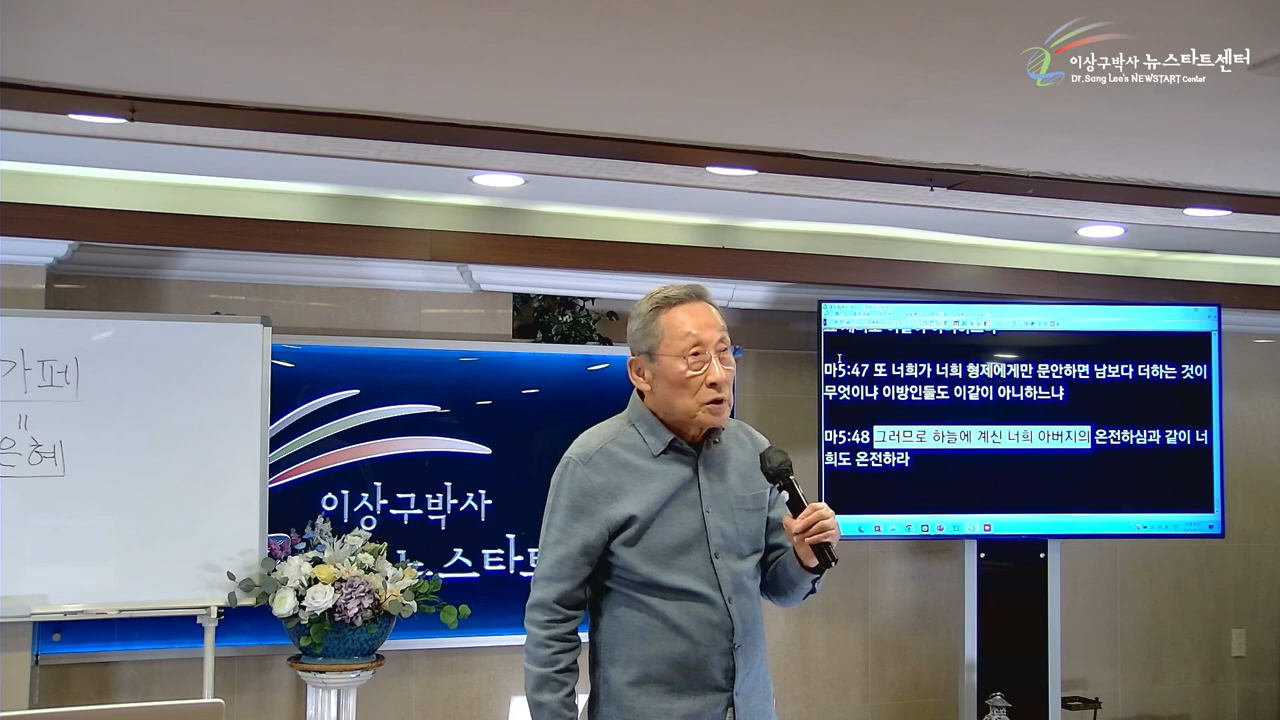 이상구박사 뉴스타트센터
Dr. Sang Lee's NEWSTART Center
가페
=
은혜
이상구박사
뉴스타트
마5:47 또 너희가 너희 형제에게만 문안하면 남보다 더하는 것이
무엇이냐 이방인들도 이같이 아니하느냐
마5:48 그러므로 하늘에 계신 너희 아버지의 온전하심과 같이 너
희도 온전하라